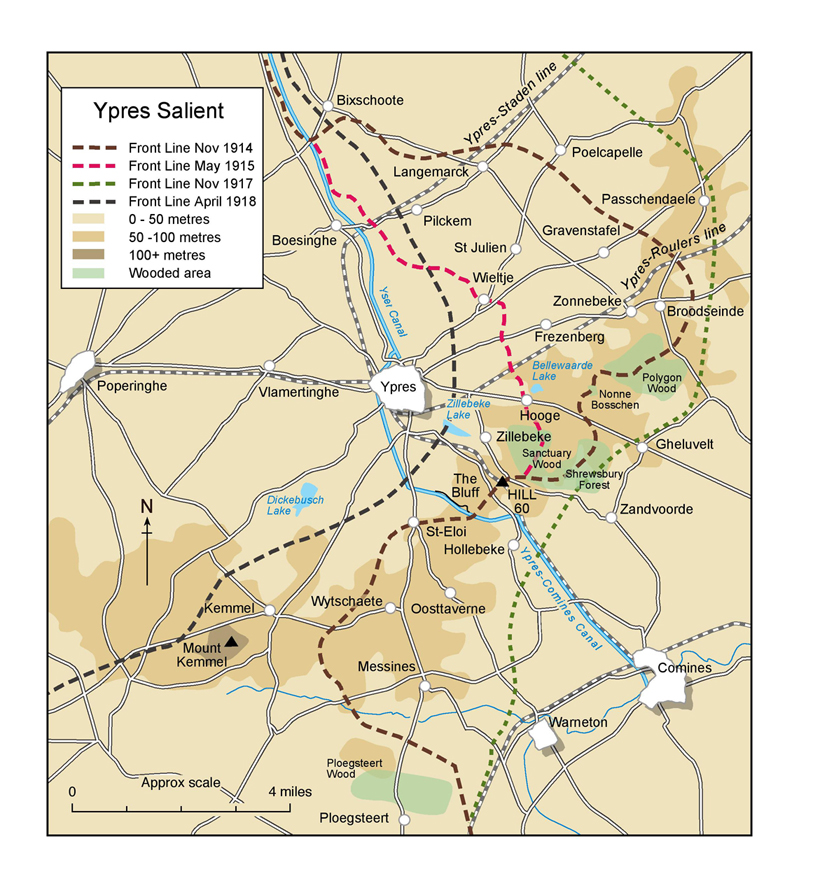 Ypres Salient
Front Line Nov 1914
Front Line May 1915
Front Line Nov 1917
Front Line April 1918
0 - 50 metres
50 -100 metres
100+ metres
Wooded area
Bixschoote
Ypres-Staden line
Poelcapelle
Langemarck
Passchendaele
Pilckem
Boesinghe
Gravenstafel
St Julien
Ypres-Roulers line
Wieltje
Yser Canal
Zonnebeke
Broodseinde
Frezenberg
Bellewaarde
Lake
Poperinghe
Vlamertinghe
Ypres
Polygon
Wood
Nonne
Bosschen
Zillebeke
Lake
Hooge
Zillebeke
Gheluvelt
Sanctuary
Wood
Shrewsbury
Forest
The
Bluff
HILL
60
Dickebusch
Lake
N
Zandvoorde
St-Eloi
Hollebeke
Ypres-Comines Canal
Kemmel
Wytschaete
Oosttaverne
Mount
Kemmel
Messines
Comines
Warneton
Ploegsteert
Wood
Approx scale
0
4 miles
Ploegsteert